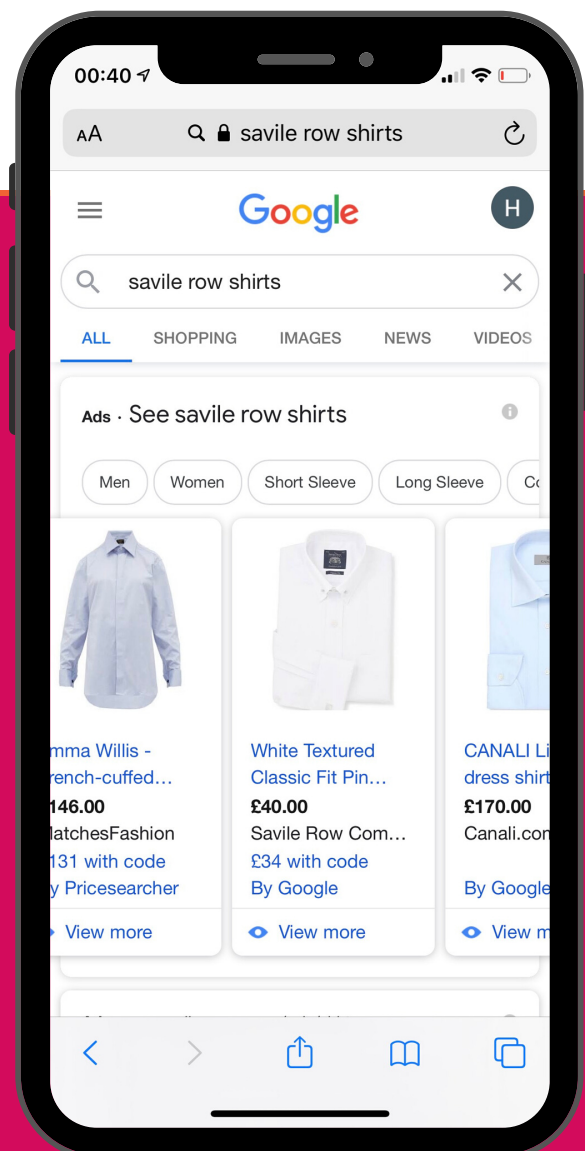 00:40
AA savile row shirts
Google
H
savile row shirts
ALL SHOPPING IMAGES NEWS VIDEOS
Ads · See savile row shirts
Men Women Short Sleeve Long Sleeve
mma Willis -
rench-cuffed…
146.00
latchesFashion
131 with code
y Pricesearcher
View more
White Textured
Classic Fit Pin…
£40.00
Savile Row Com…
£34 with code
By Google
View more
CANALI Li
dress shirt
£170.00
Canali.con
By Google
View m